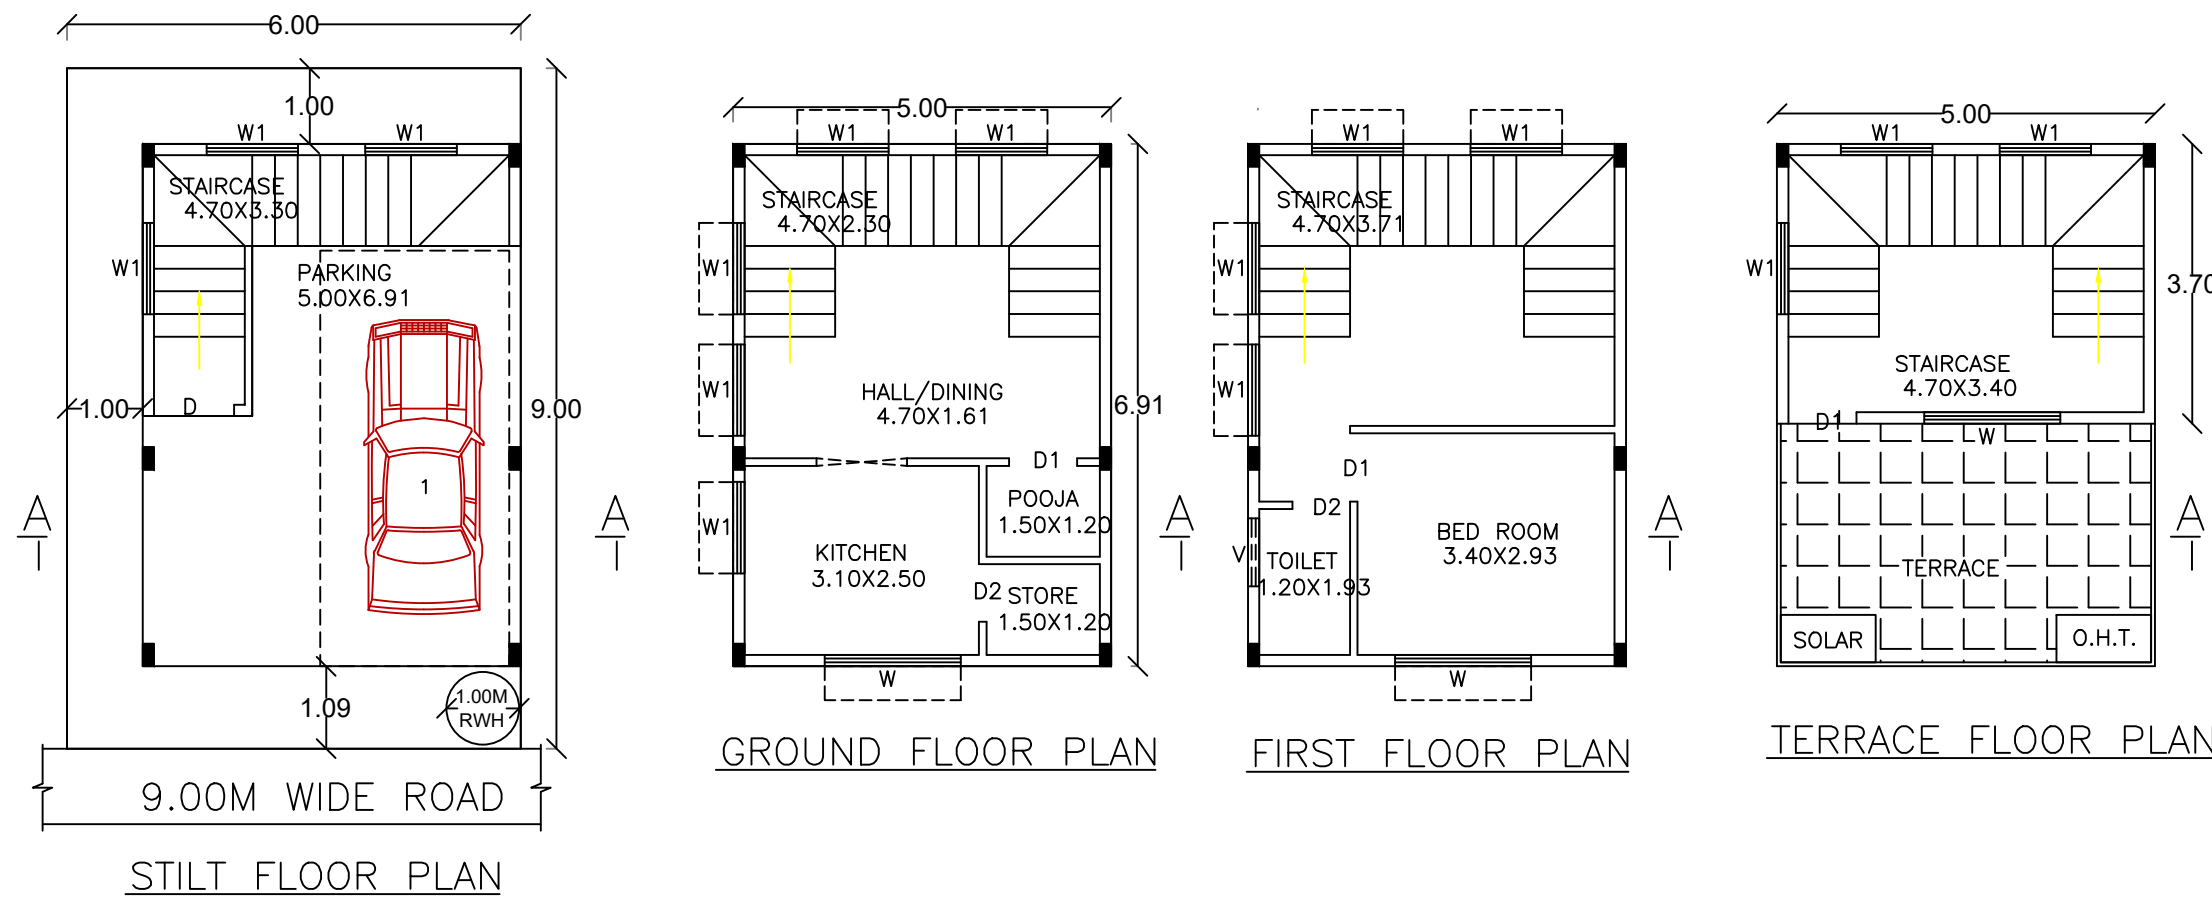 6.00
1.00
W1 W1
STAIRCASE
4.70X3.30
W1
PARKING
5.00X6.91
1.00
D
9.00
1
A A
1.09
1.00M
RWH
9.00M WIDE ROAD
STILT FLOOR PLAN
5.00
W1 W1
STAIRCASE
4.70X2.30
W1
W1
HALL/DINING
4.70X1.61
6.91
D1
POOJA
1.50X1.20
W1
KITCHEN
3.10X2.50
D2
STORE
1.50X1.20
W
A
GROUND FLOOR PLAN
W1 W1
STAIRCASE
4.70X3.71
W1
W1
D1
D2
BED ROOM
3.40X2.93
V
TOILET
1.20X1.93
W
A
FIRST FLOOR PLAN
5.00
W1 W1
W1
3.70
STAIRCASE
4.70X3.40
D1
W
A
TERRACE
SOLAR
O.H.T.
TERRACE FLOOR PLAN